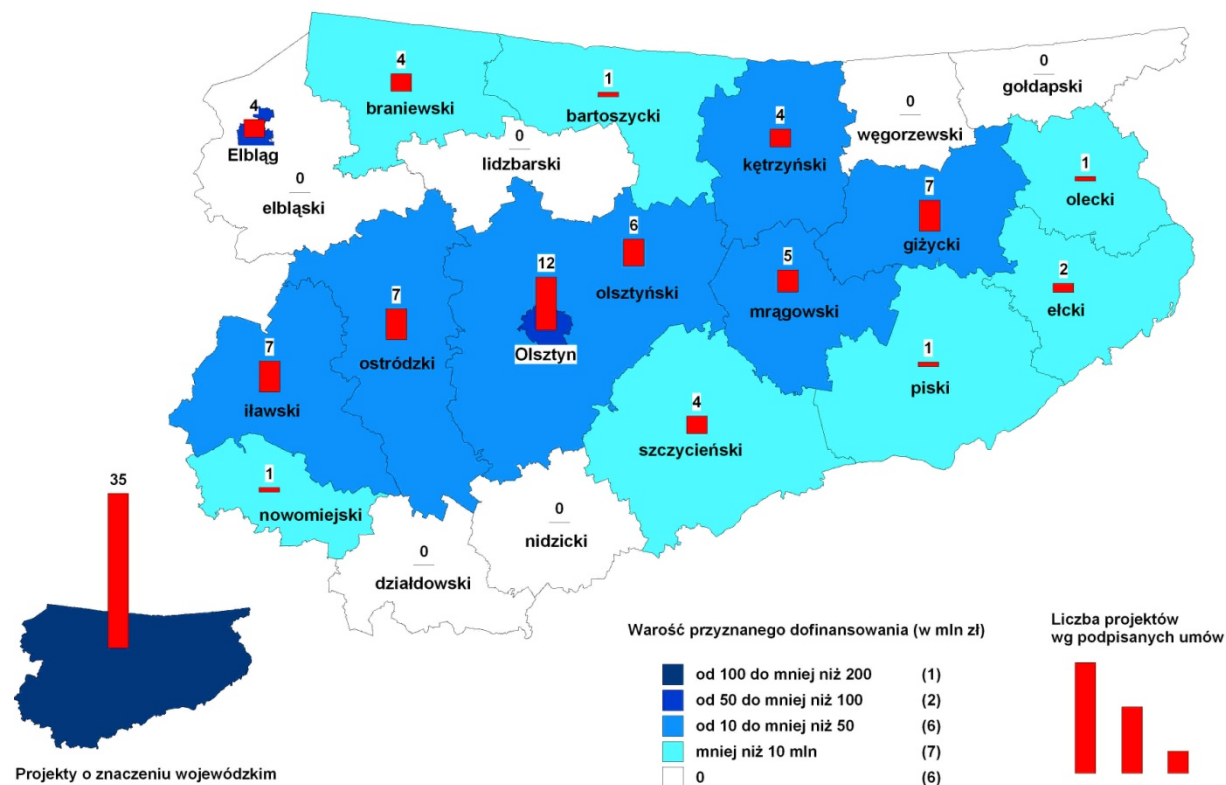 0
gołdapski
4
braniewski
1
bartoszycki
4
kętrzyński
0
węgorzewski
4
Elbląg
0
lidzbarski
1
olecki
0
elbląski
7
giżycki
6
olsztyński
12
Olsztyn
5
mrągowski
2
ełcki
7
ostródzki
7
iławski
1
piski
4
szczycieński
1
nowomiejski
0
nidzicki
0
działdowski
35
Projekty o znaczeniu wojewódzkim
Warość przyznanego dofinansowania (w mln zł)
od 100 do mniej niż 200 (1)
od 50 do mniej niż 100 (2)
od 10 do mniej niż 50 (6)
mniej niż 10 mln (7)
0 (6)
Liczba projektów
wg podpisanych umów